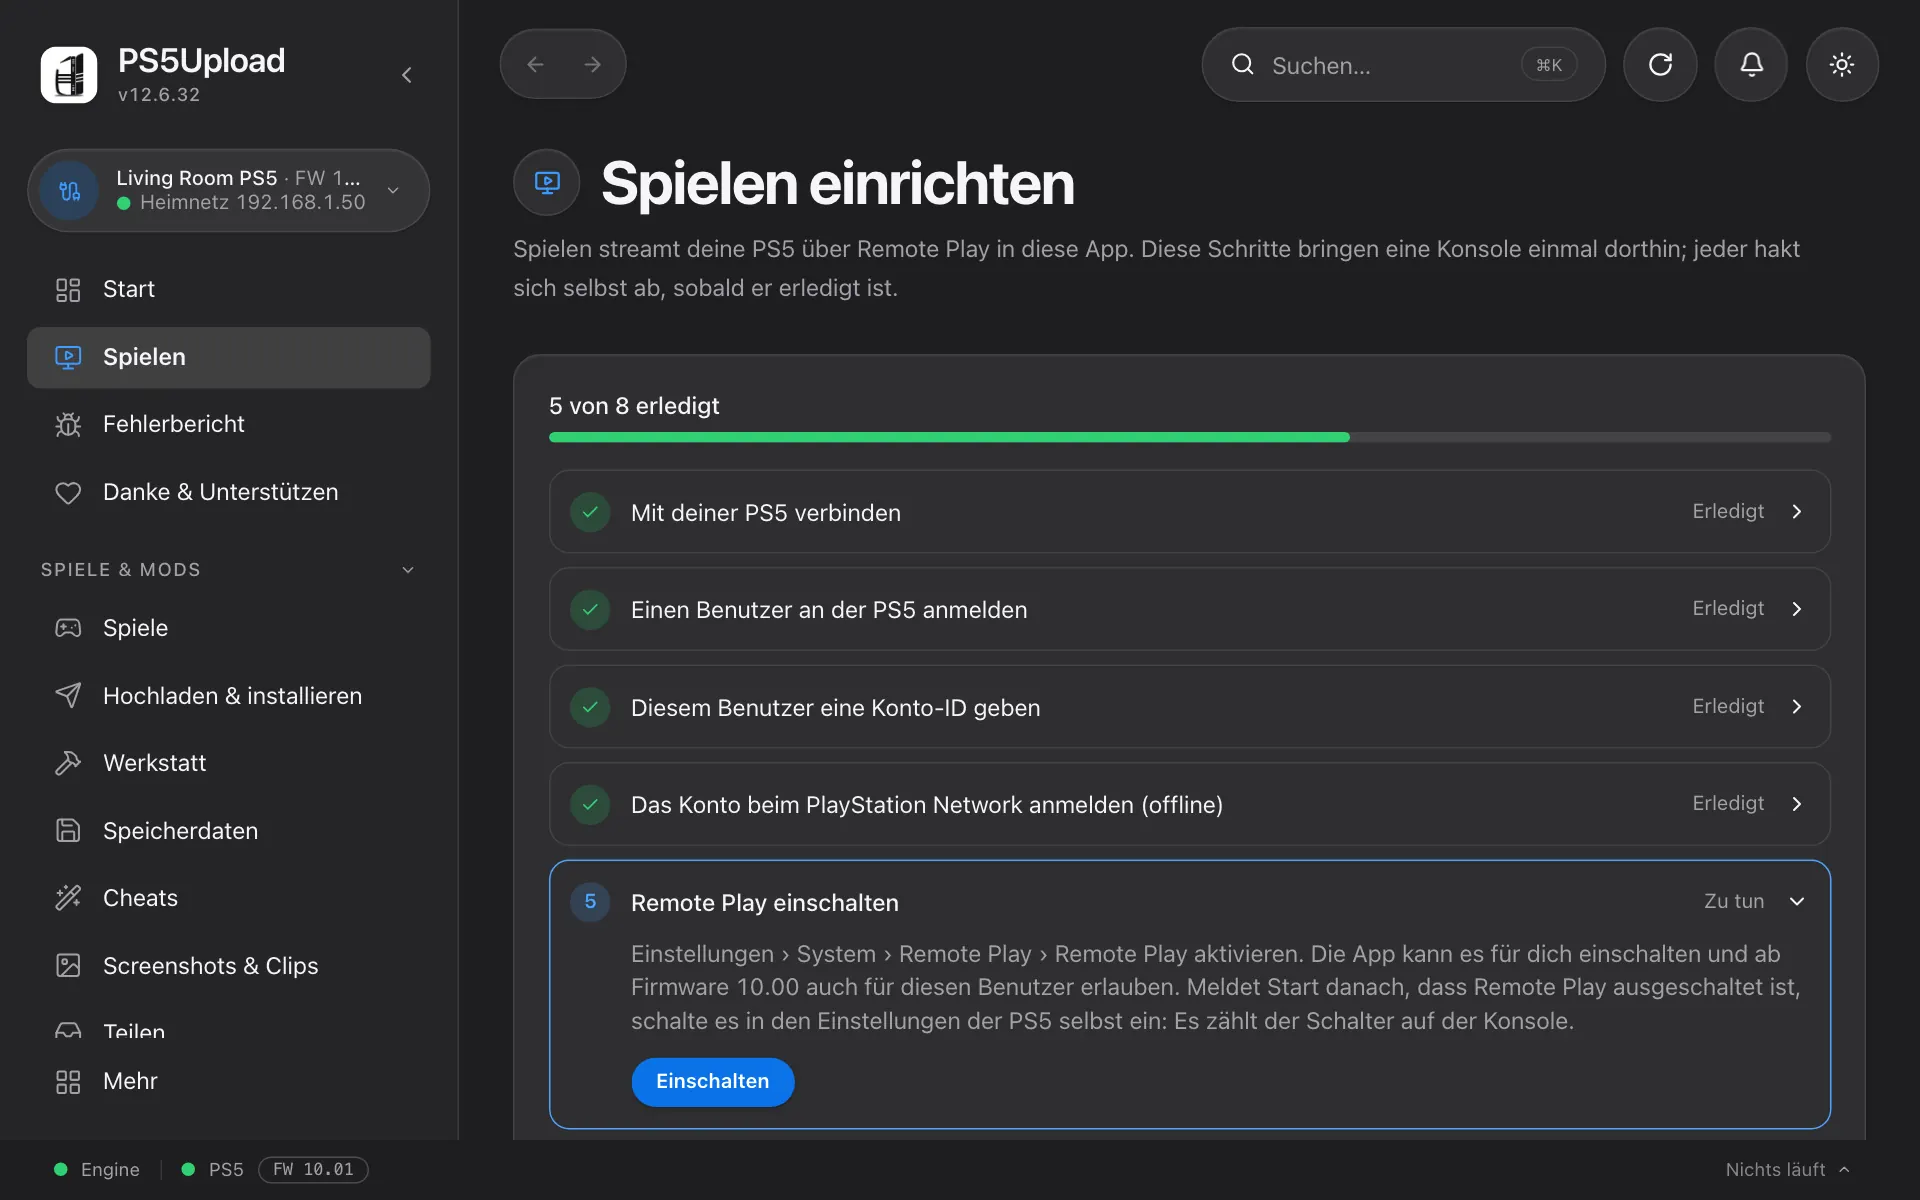 PS5Upload
v12.6.32
Living Room PS5 · FW 1...
Heimnetz 192.168.1.50
Start
Spielen
Fehlerbericht
Danke & Unterstützen
SPIELE & MODS
Spiele
Hochladen & installieren
Werkstatt
Speicherdaten
Cheats
Screenshots & Clips
Teilen
Mehr
Suchen...
⌘K
Spielen einrichten
Spielen streamt deine PS5 über Remote Play in diese App. Diese Schritte bringen eine Konsole einmal dorthin; jeder hakt
sich selbst ab, sobald er erledigt ist.
5 von 8 erledigt
Mit deiner PS5 verbinden
Erledigt
Einen Benutzer an der PS5 anmelden
Erledigt
Diesem Benutzer eine Konto-ID geben
Erledigt
Das Konto beim PlayStation Network anmelden (offline)
Erledigt
5
Remote Play einschalten
Zu tun
Einstellungen › System › Remote Play › Remote Play aktivieren. Die App kann es für dich einschalten und ab
Firmware 10.00 auch für diesen Benutzer erlauben. Meldet Start danach, dass Remote Play ausgeschaltet ist,
schalte es in den Einstellungen der PS5 selbst ein: Es zählt der Schalter auf der Konsole.
Einschalten
Engine
PS5
FW 10.01
Nichts läuft